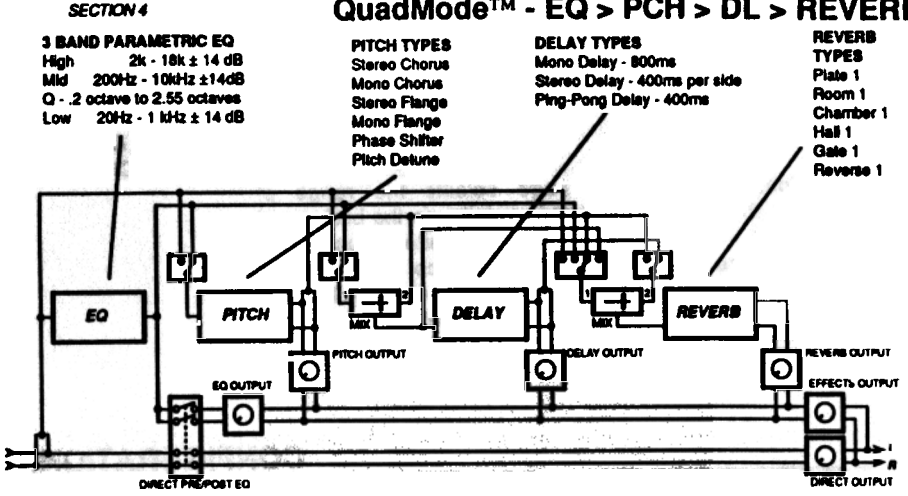 SECTION 4
QuadMode™ - EQ > PCH > DL > REVERB
3 BAND PARAMETRIC EQ
High 2k - 18k ± 14 dB
Mid 200Hz - 10kHz ±14dB
Q - .2 octave to 2.55 octaves
Low 20Hz - 1 kHz ± 14 dB
PITCH TYPES
Stereo Chorus
Mono Chorus
Stereo Flange
Mono Flange
Phase Shifter
Pitch Detune
DELAY TYPES
Mono Delay - 800ms
Stereo Delay - 400ms per side
Ping-Pong Delay - 400ms
REVERB
TYPES
Plate 1
Room 1
Chamber 1
Hall 1
Gate 1
Reverse 1
EQ
PITCH
1 2
MIX
DELAY
1 2
MIX
REVERB
PITCH OUTPUT
DELAY OUTPUT
REVERB OUTPUT
EQ OUTPUT
EFFECTS OUTPUT
L
R
DIRECT PRE/POST EQ
DIRECT OUTPUT